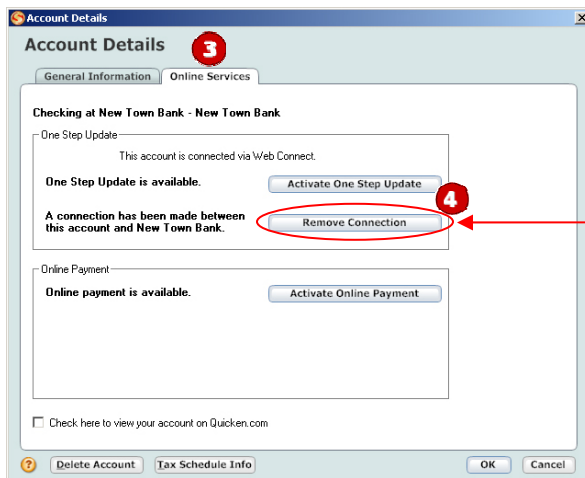 Account Details
Account Details
3
General Information
Online Services
Checking at New Town Bank - New Town Bank
One Step Update
This account is connected via Web Connect.
One Step Update is available.
Activate One Step Update
4
A connection has been made between
this account and New Town Bank.
Remove Connection
Online Payment
Online payment is available.
Activate Online Payment
Check here to view your account on Quicken.com
?
Delete Account
Tax Schedule Info
OK
Cancel